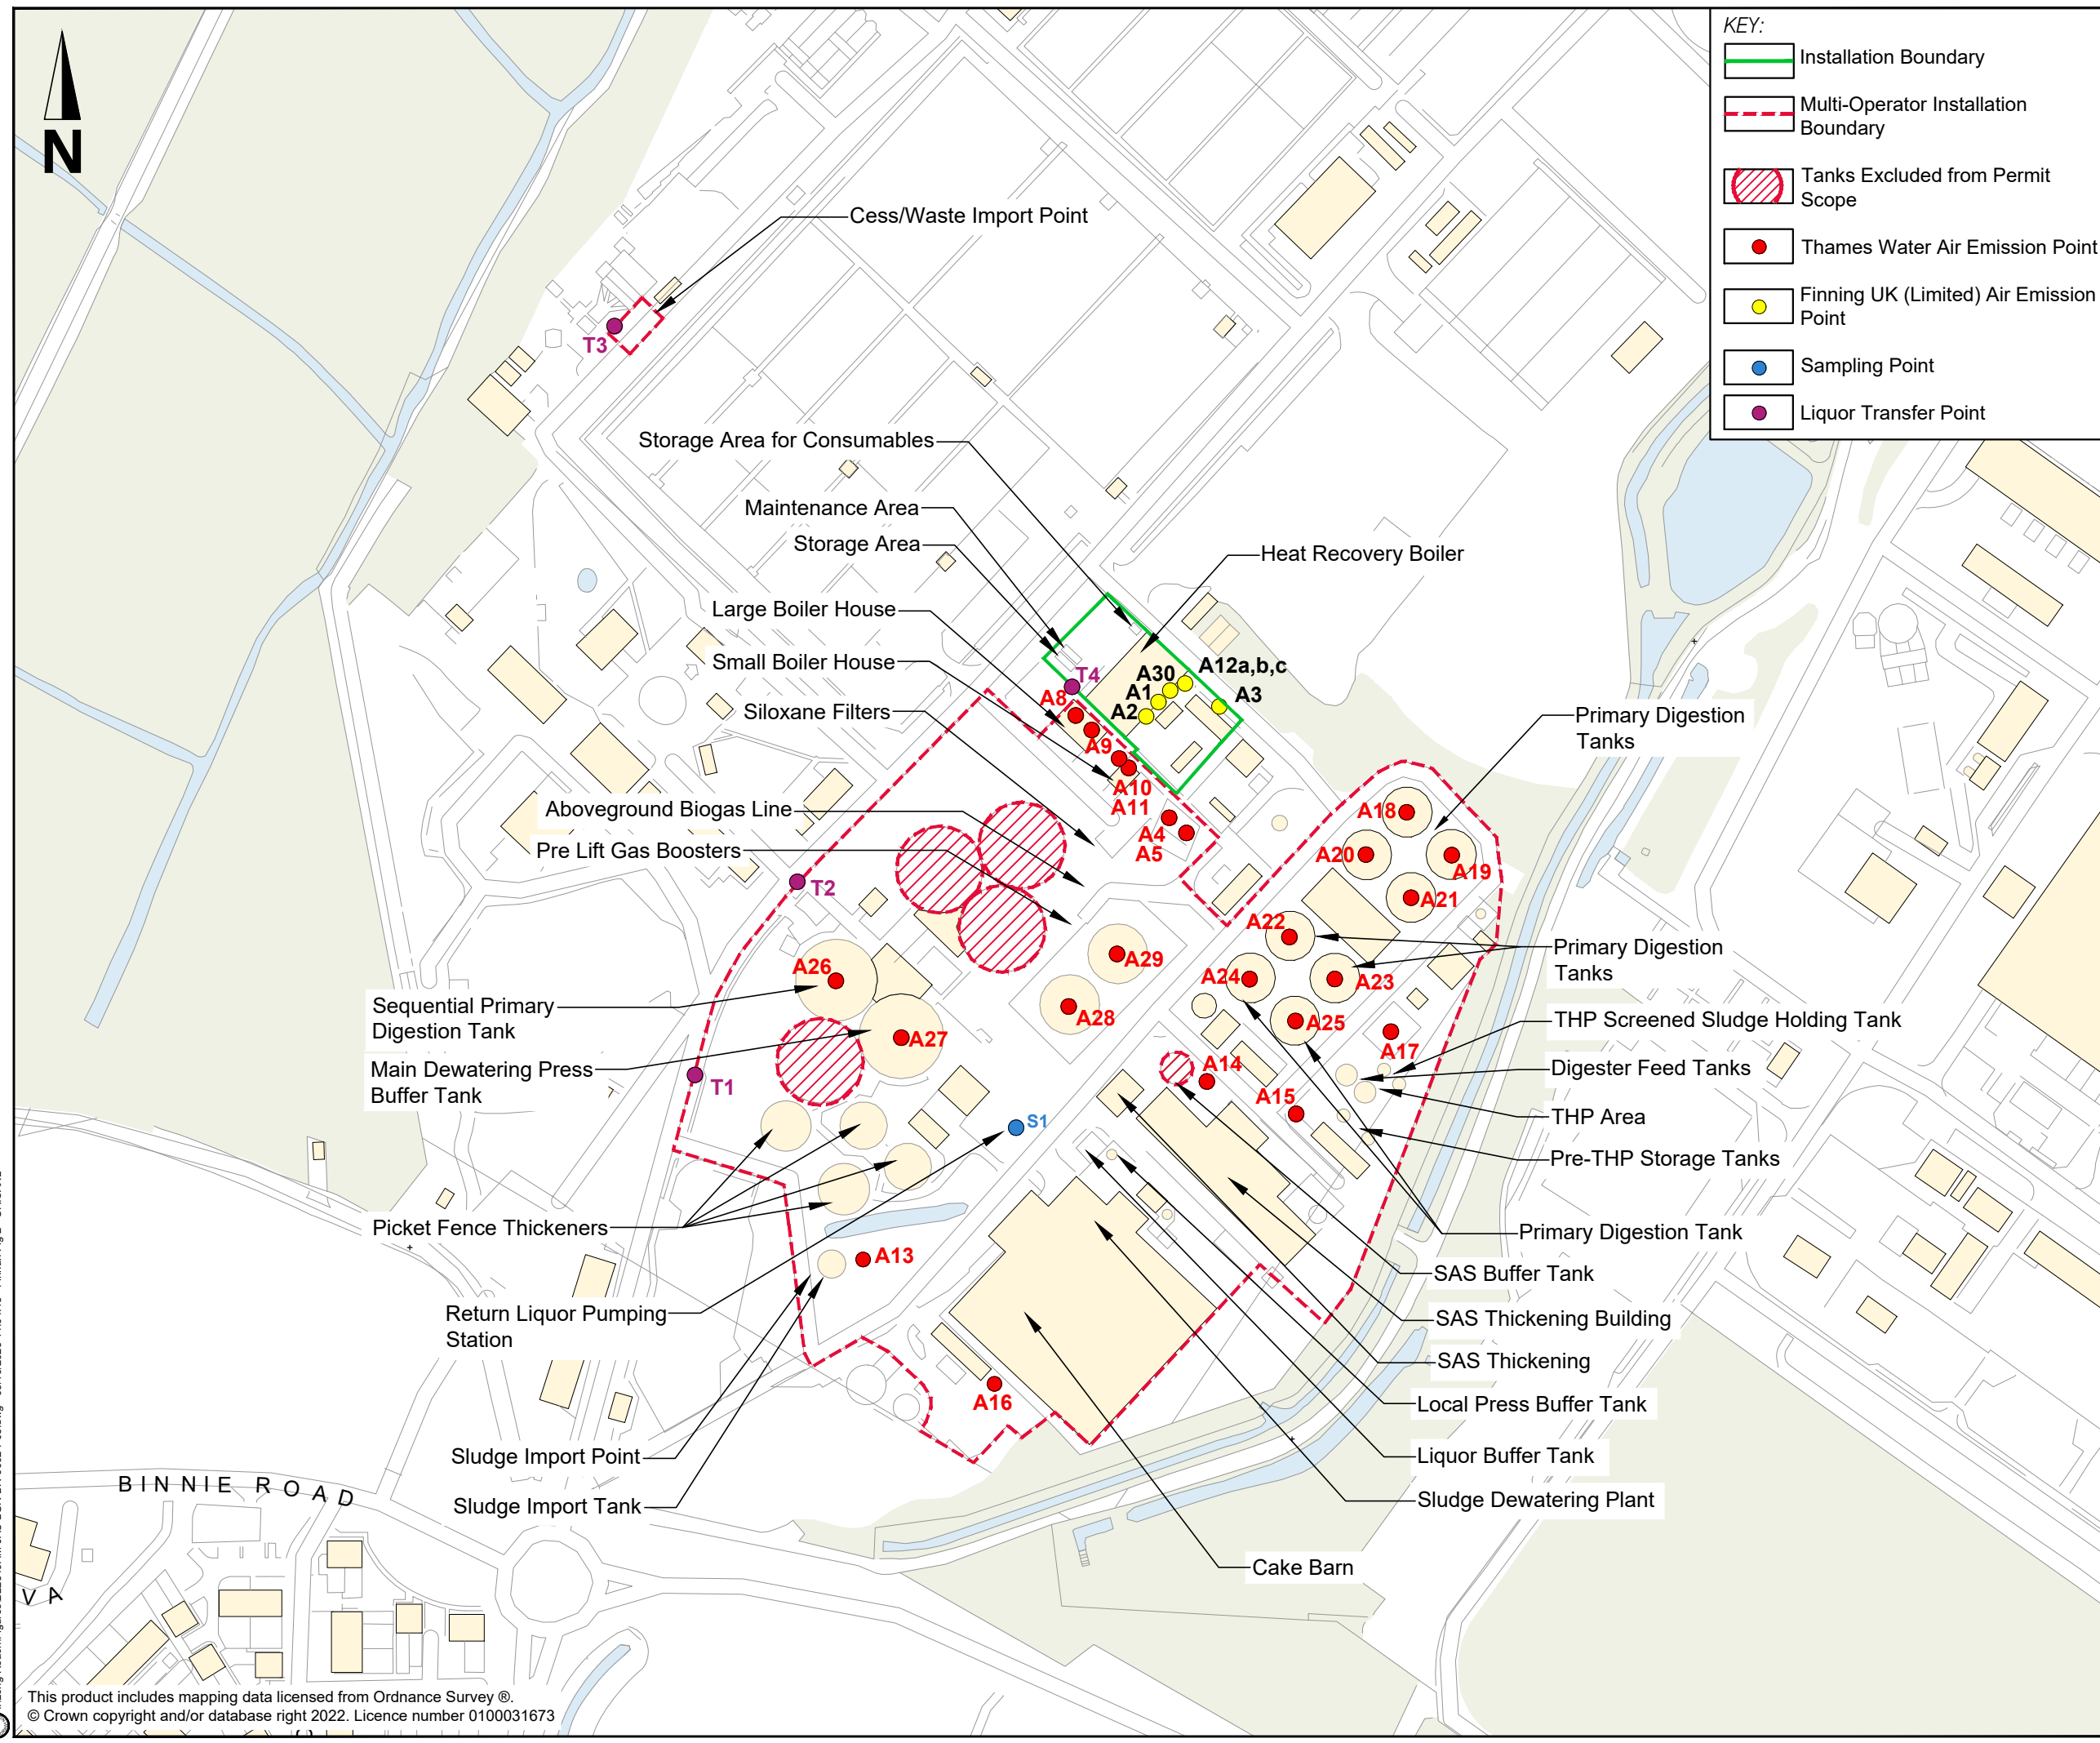 KEY:
Installation Boundary
Multi-Operator Installation
Boundary
Tanks Excluded from Permit
Scope
Thames Water Air Emission Point
Finning UK (Limited) Air Emission
Point
Sampling Point
Liquor Transfer Point
N
Cess/Waste Import Point
T3
Storage Area for Consumables
Maintenance Area
Storage Area
Heat Recovery Boiler
Large Boiler House
Small Boiler House
Siloxane Filters
T4
A30
A12a,b,c
A1
A3
A2
A8
A9
A10
A11
A4
A5
Primary Digestion
Tanks
Aboveground Biogas Line
Pre Lift Gas Boosters
A18
A20
A19
A21
T2
A22
A29
A26
A24
A23
Primary Digestion
Tanks
Sequential Primary
Digestion Tank
A28
A25
A27
A17
THP Screened Sludge Holding Tank
Main Dewatering Press
Buffer Tank
Digester Feed Tanks
T1
A14
A15
S1
THP Area
Pre-THP Storage Tanks
Picket Fence Thickeners
Primary Digestion Tank
A13
SAS Buffer Tank
Return Liquor Pumping
Station
SAS Thickening Building
SAS Thickening
A16
Local Press Buffer Tank
Sludge Import Point
Liquor Buffer Tank
Sludge Import Tank
Sludge Dewatering Plant
Cake Barn
BINNIE ROAD
VA
This product includes mapping data licensed from Ordnance Survey ®.
© Crown copyright and/or database right 2022. Licence number 0100031673